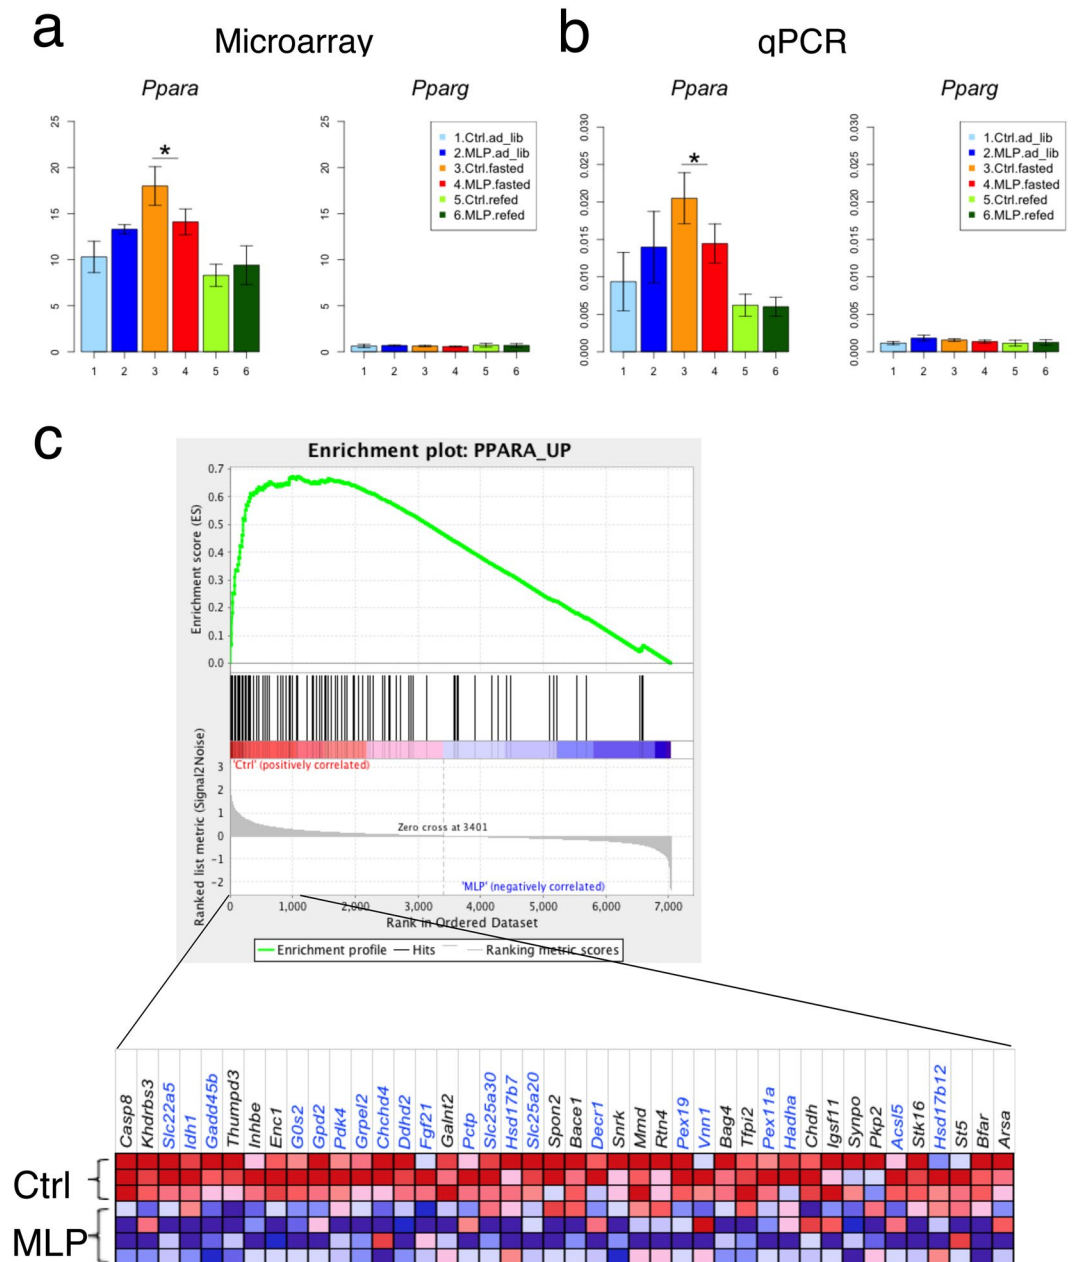 a
Microarray
b
qPCR
Ppara
Pparg
Ppara
Pparg
25
20
15
10
5
0
*
1 2 3 4 5 6
25
20
15
10
5
0
1.Ctrl.ad_lib
2.MLP.ad_lib
3.Ctrl.fasted
4.MLP.fasted
5.Ctrl.refed
6.MLP.refed
1 2 3 4 5 6
0.030
0.025
0.020
0.015
0.010
0.005
0.000
*
1 2 3 4 5 6
0.030
0.025
0.020
0.015
0.010
0.005
0.000
1.Ctrl.ad_lib
2.MLP.ad_lib
3.Ctrl.fasted
4.MLP.fasted
5.Ctrl.refed
6.MLP.refed
1 2 3 4 5 6
c
Enrichment plot: PPARA_UP
Enrichment score (ES)
0.7
0.6
0.5
0.4
0.3
0.2
0.1
0.0
'Ctrl' (positively correlated)
Ranked list metric (Signal2Noise)
3
2
1
0
-1
-2
Zero cross at 3401
'MLP' (negatively correlated)
0 1,000 2,000 3,000 4,000 5,000 6,000 7,000
Rank in Ordered Dataset
Enrichment profile Hits Ranking metric scores
Casp8
Khdrbs3
Slc22a5
Idh1
Gadd45b
Thumpd3
Inhbe
Enc1
G0s2
Gpd2
Pdk4
Grpel2
Chchd4
Ddhd2
Fgf21
Galnt2
Pctp
Slc25a30
Hsd17b7
Slc25a20
Spon2
Bace1
Decr1
Snrk
Mmd
Rtn4
Pex19
Vnn1
Bag4
Tfpi2
Pex11a
Hadha
Chdh
Igsf11
Synpo
Pkp2
Acsl5
Stk16
Hsd17b12
St5
Bfar
Arsa
Ctrl
MLP